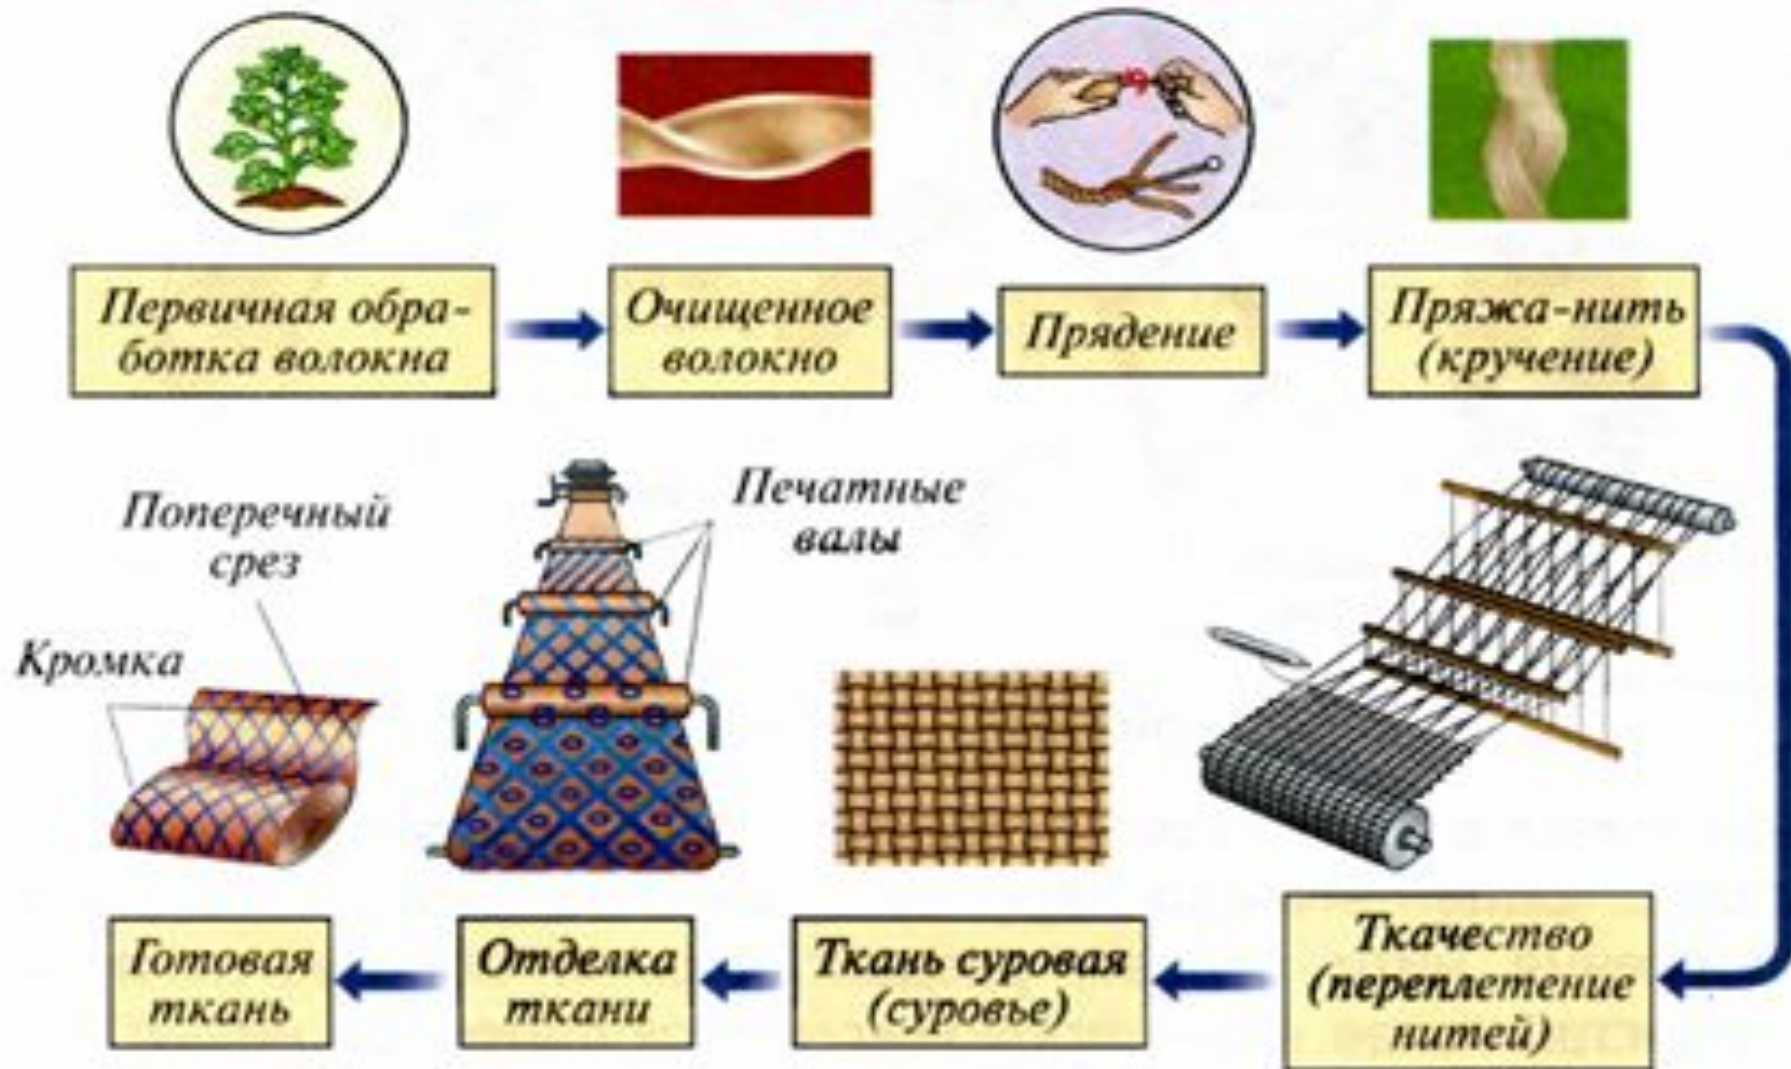 Первичная обра-
ботка волокна
Очищенное
волокно
Прядение
Пряжа-нить
(кручение)
Поперечный
срез
Кромка
Печатные
валы
Готовая
ткань
Отделка
ткани
Ткань суровая
(суровье)
Ткачество
(переплетение
нитей)